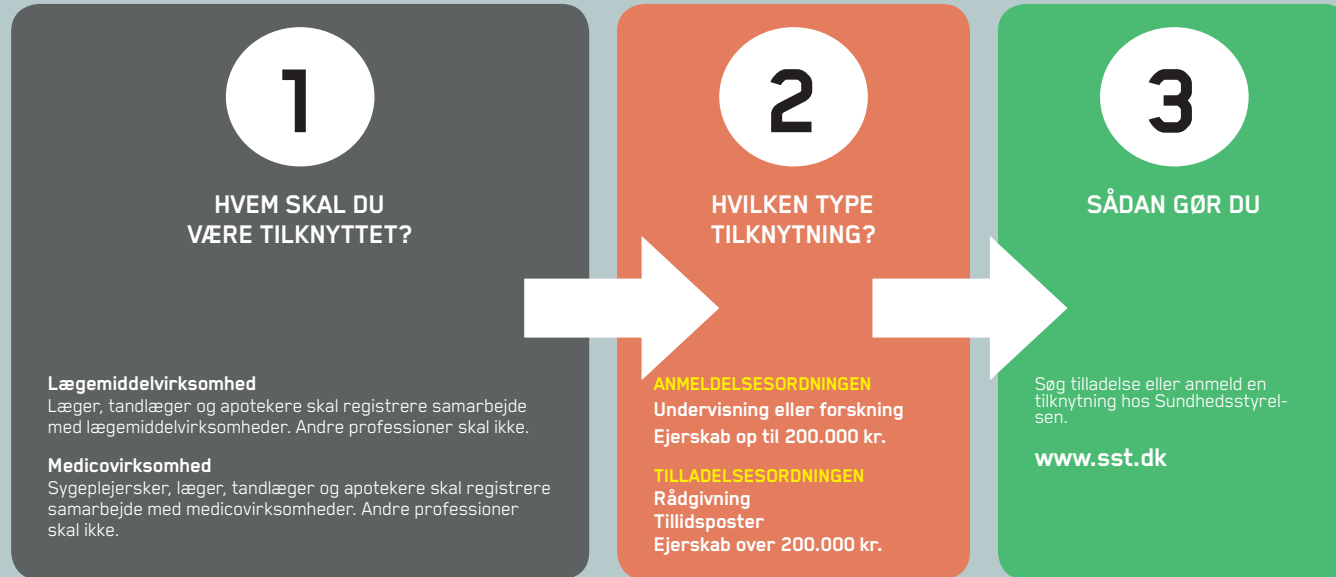 1
HVEM SKAL DU
VÆRE TILKNYTTET?
Lægemiddelvirksomhed
Læger, tandlæger og apotekere skal registrere samarbejde
med lægemiddelvirksomheder. Andre professioner skal ikke.
Medicovirksomhed
Sygeplejersker, læger, tandlæger og apotekere skal registrere
samarbejde med medicovirksomheder. Andre professioner
skal ikke.
2
HVILKEN TYPE
TILKNYTNING?
ANMELDELSESORDNINGEN
Undervisning eller forskning
Ejerskab op til 200.000 kr.
TILLADELSESORDNINGEN
Rådgivning
Tillidsposter
Ejerskab over 200.000 kr.
3
SÅDAN GØR DU
Søg tilladelse eller anmeld en
tilknytning hos Sundhedsstyrel-
sen.
www.sst.dk